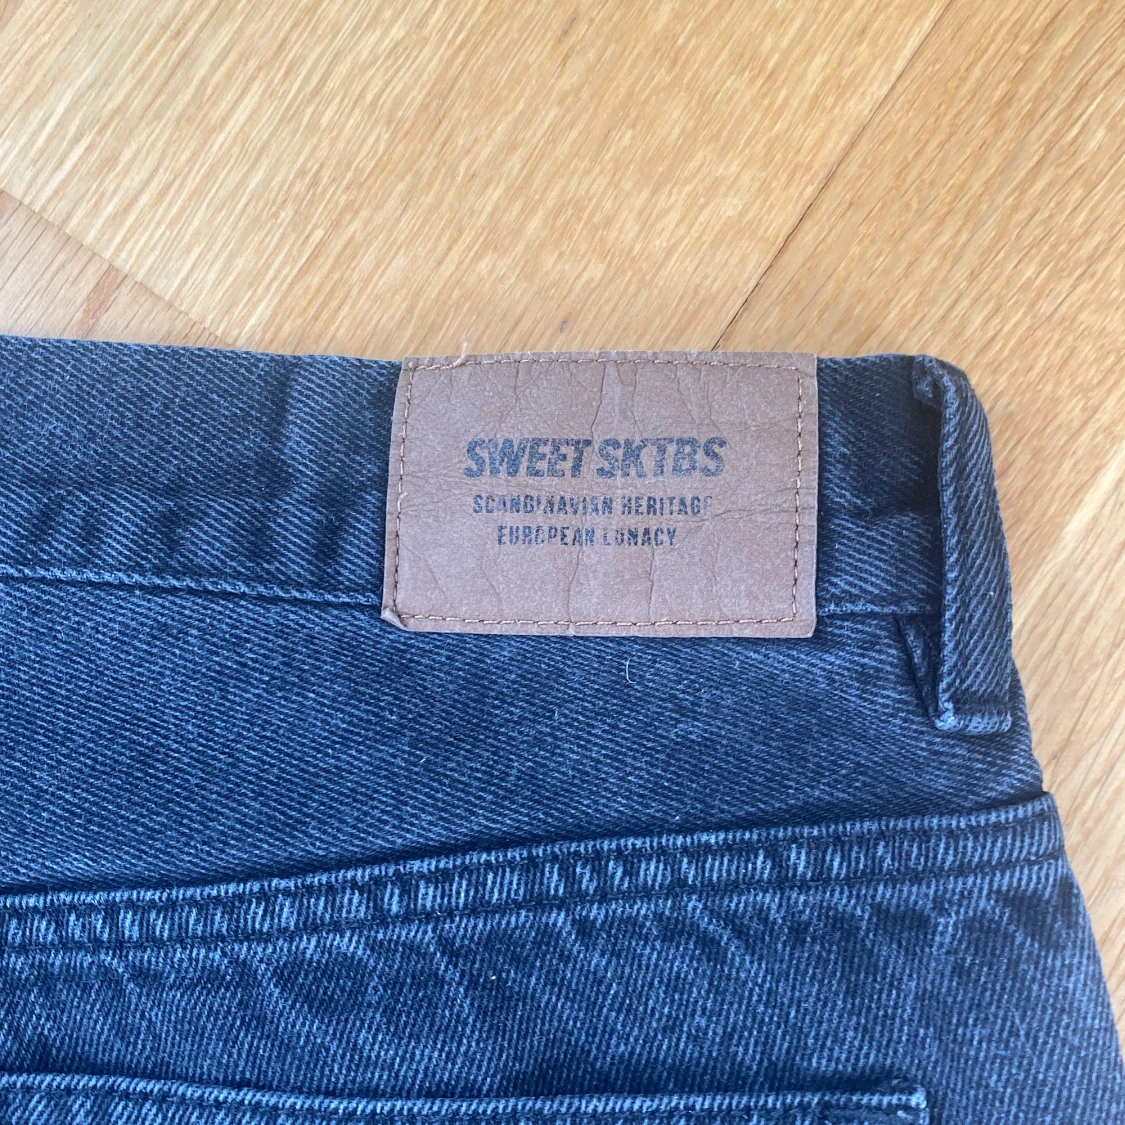 SWEET SKTBS
SCANDINAVIAN HERITAGE
EUROPEAN LUNACY